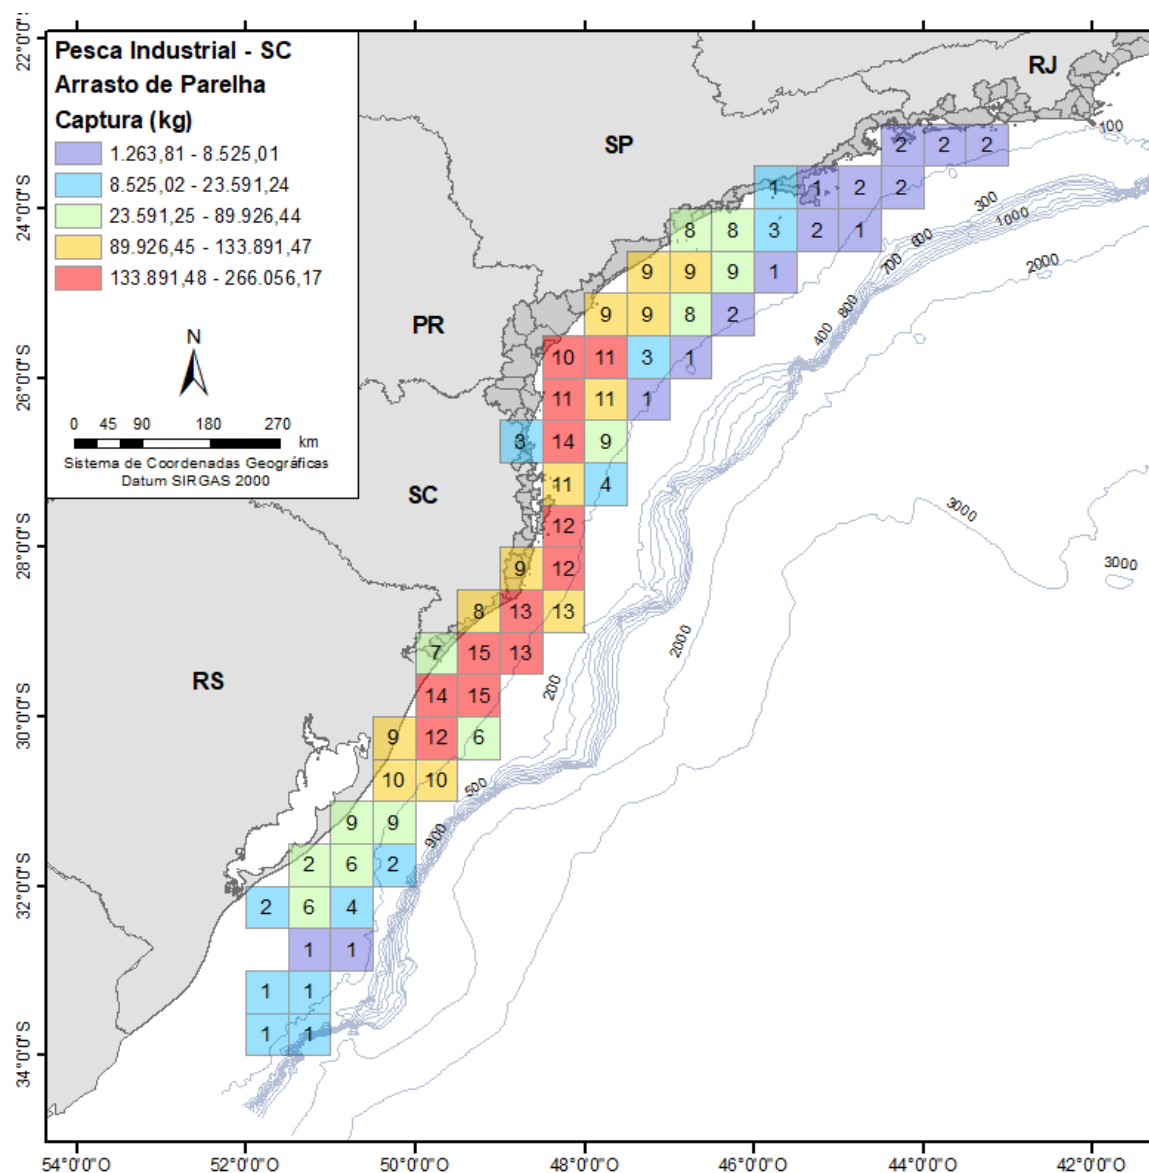 Pesca Industrial - SC
Arrasto de Parelha
Captura (kg)
1.263,81 - 8.525,01
8.525,02 - 23.591,24
23.591,25 - 89.926,44
89.926,45 - 133.891,47
133.891,48 - 266.056,17
N
0 45 90 180 270
km
Sistema de Coordenadas Geográficas
Datum SIRGAS 2000
RJ
SP
PR
SC
RS
100
300
1000
600
700
2000
800
400
3000
3000
2000
200
500
900
2 2 2
1 1 2 2
8 8 3 2 1
9 9 9 1
9 9 8 2
10 11 3 1
11 11 1
3 14 9
11 4
12
9 12
8 13 13
7 15 13
14 15
9 12 6
10 10
9 9
2 6 2
2 6 4
1 1
1 1
1 1
22°0'0"S
24°0'0"S
26°0'0"S
28°0'0"S
30°0'0"S
32°0'0"S
34°0'0"S
54°0'0"O
52°0'0"O
50°0'0"O
48°0'0"O
46°0'0"O
44°0'0"O
42°0'0"O